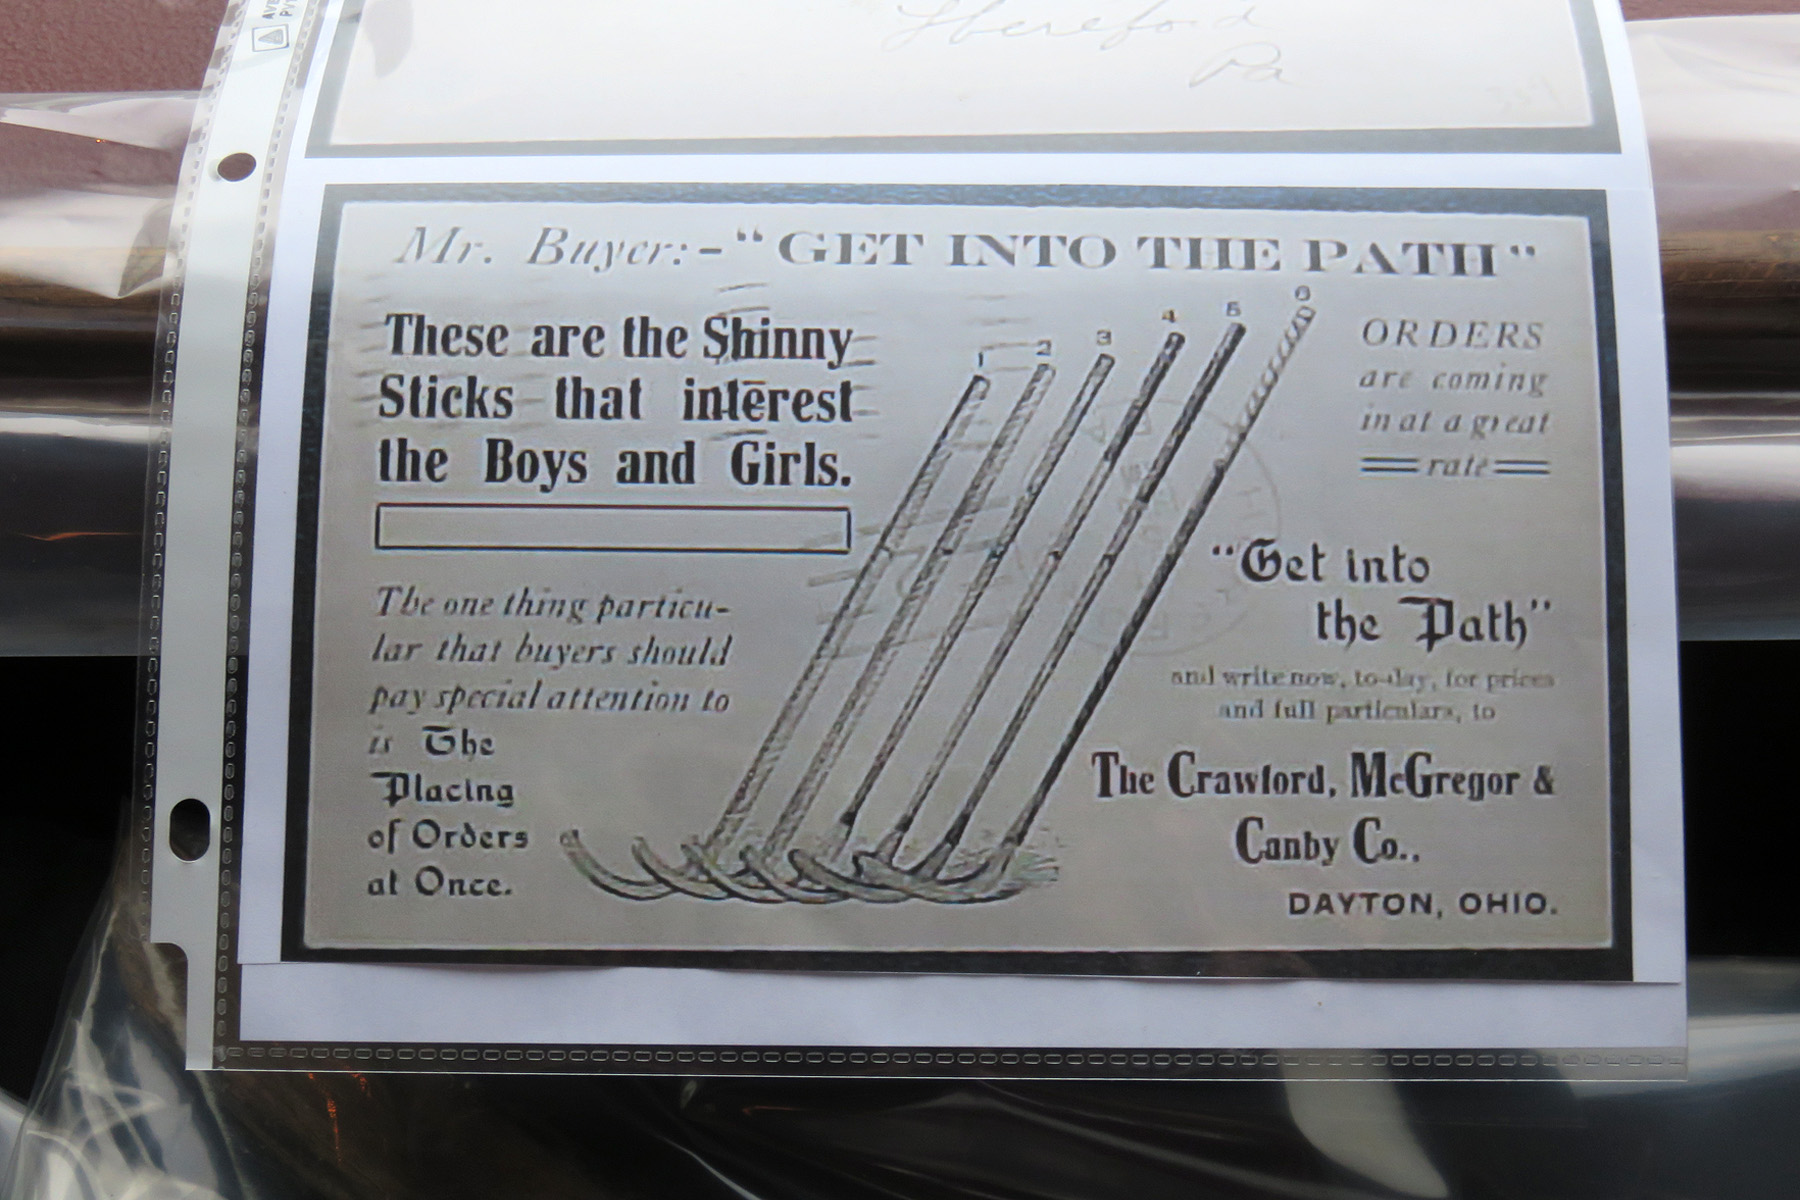 Hereford
Pa
Mr. Buyer:-"GET INTO THE PATH"
These are the Shinny
Sticks that interest
the Boys and Girls.
The one thing particu-
lar that buyers should
pay special attention to
is The
Placing
of Orders
at Once.
1 2 3 4 5 6
ORDERS
are coming
in at a great
rate
"Get into
the Path"
and write now, to-day, for prices
and full particulars, to
The Crawford, McGregor &
Canby Co.,
DAYTON, OHIO.